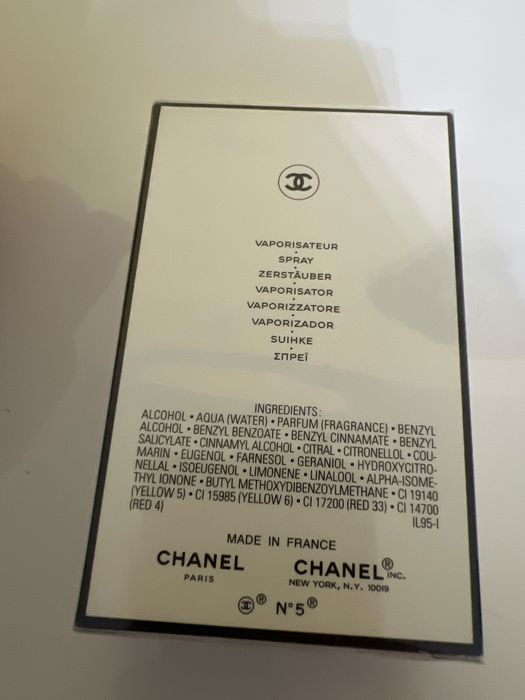 VAPORISATEUR
SPRAY
ZERSTÄUBER
VAPORISATOR
VAPORIZZATORE
VAPORIZADOR
SUIHKE
ΣΠΡΕΪ
INGREDIENTS:
ALCOHOL • AQUA (WATER) • PARFUM (FRAGRANCE) • BENZYL
ALCOHOL • BENZYL BENZOATE • BENZYL CINNAMATE • BENZYL
SALICYLATE • CINNAMYL ALCOHOL • CITRAL • CITRONELLOL • COU-
MARIN • EUGENOL • FARNESOL • GERANIOL • HYDROXYCITRO-
NELLAL • ISOEUGENOL • LIMONENE • LINALOOL • ALPHA-ISOME-
THYL IONONE • BUTYL METHOXYDIBENZOYLMETHANE • CI 19140
(YELLOW 5) • CI 15985 (YELLOW 6) • CI 17200 (RED 33) • CI 14700
(RED 4)
IL95-I
MADE IN FRANCE
CHANEL CHANEL® INC.
PARIS NEW YORK, N.Y. 10019
® N°5®